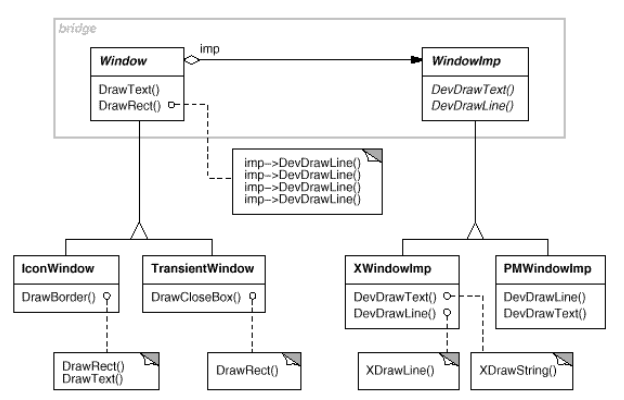 bridge
imp
Window
DrawText()
DrawRect()
WindowImp
DevDrawText()
DevDrawLine()
imp->DevDrawLine()
imp->DevDrawLine()
imp->DevDrawLine()
imp->DevDrawLine()
IconWindow
DrawBorder()
TransientWindow
DrawCloseBox()
XWindowImp
DevDrawText()
DevDrawLine()
PMWindowImp
DevDrawLine()
DevDrawText()
DrawRect()
DrawText()
DrawRect()
XDrawLine()
XDrawString()